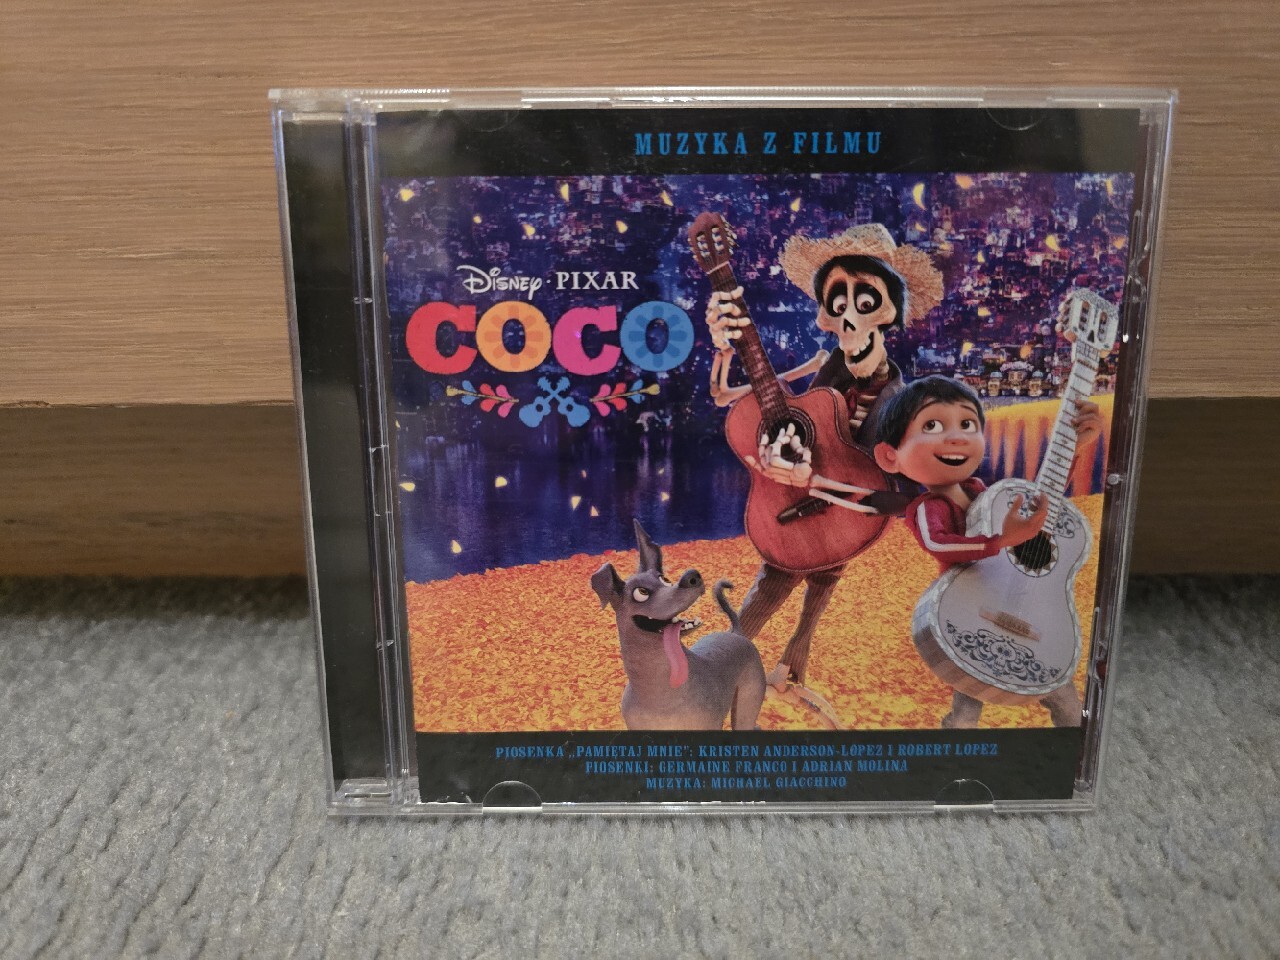 MUZYKA Z FILMU
Disney · PIXAR
COCO
PIOSENKA „PAMIĘTAJ MNIE”: KRISTEN ANDERSON-LOPEZ I ROBERT LOPEZ
PIOSENKI: GERMAINE FRANCO I ADRIAN MOLINA
MUZYKA: MICHAEL GIACCHINO